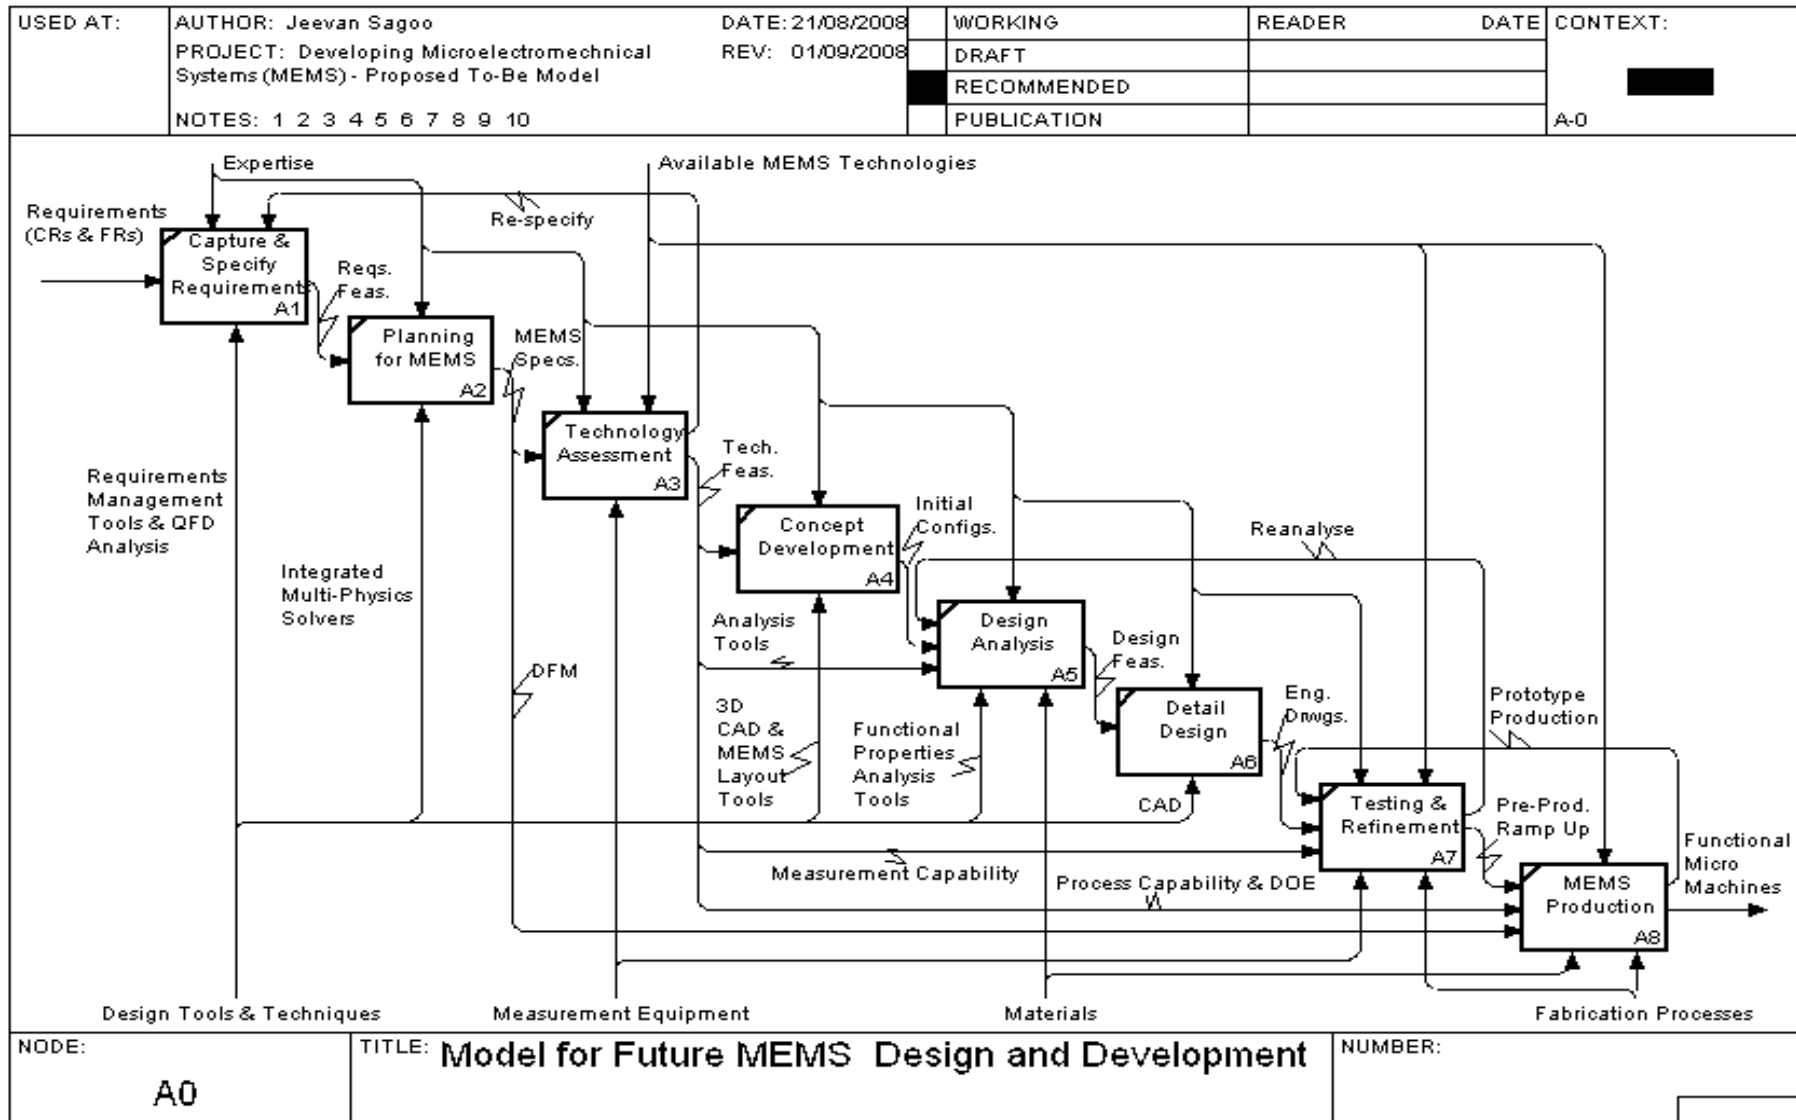 USED AT:
AUTHOR: Jeevan Sagoo
DATE: 21/08/2008
PROJECT: Developing Microelectromechnical
Systems (MEMS) - Proposed To-Be Model
REV: 01/09/2008
NOTES: 1 2 3 4 5 6 7 8 9 10
WORKING
DRAFT
RECOMMENDED
PUBLICATION
READER DATE
CONTEXT:
A-0
Expertise
Available MEMS Technologies
Requirements
(CRs & FRs)
Re-specify
Capture &
Specify
Requirements
A1
Reqs.
Feas.
Planning
for MEMS
A2
MEMS
Specs.
Technology
Assessment
A3
Tech.
Feas.
Requirements
Management
Tools & QFD
Analysis
Concept
Development
A4
Initial
Configs.
Reanalyse
Integrated
Multi-Physics
Solvers
Analysis
Tools
Design
Analysis
A5
Design
Feas.
DFM
3D
CAD &
MEMS
Layout
Tools
Functional
Properties
Analysis
Tools
Detail
Design
A6
Eng.
Drwgs.
Prototype
Production
CAD
Testing &
Refinement
A7
Pre-Prod.
Ramp Up
Functional
Micro
Machines
Measurement Capability
Process Capability & DOE
MEMS
Production
A8
Design Tools & Techniques
Measurement Equipment
Materials
Fabrication Processes
NODE:
A0
TITLE: Model for Future MEMS Design and Development
NUMBER: